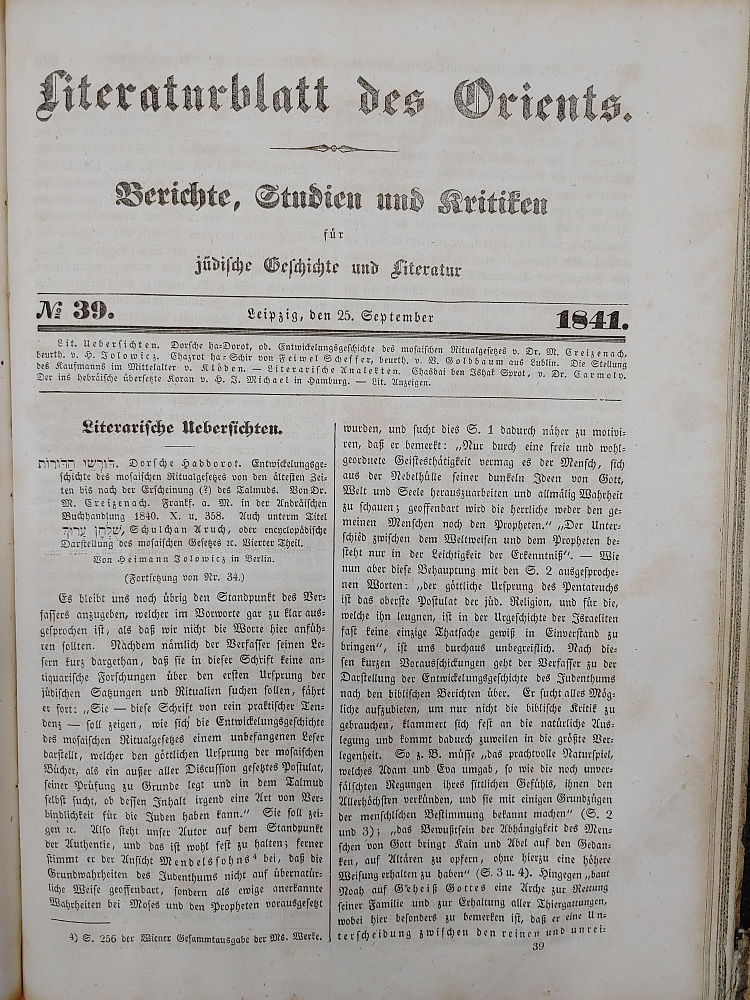 Literaturblatt des Orients.
Berichte, Studien und Kritiken
für
jüdische Geschichte und Literatur
№ 39.
Leipzig, den 25. September
1841.
Lit. Uebersichten. Dorsche ha-Dorot, od. Entwickelungsgeschichte des mosaischen Ritualgesetzes v. Dr. M. Creizenach,
beurth. v. H. Jolowicz. Chazrot ha-Schir von Feiwel Scheffer, beurth. v. B. Goldbaum aus Lublin. Die Stellung
des Kaufmanns im Mittelalter v. Klöden. — Literarische Analekten. Chasdai ben Ishak Sprot, v. Dr. Carmoly.
Der ins hebräische übersetzte Koran v. H. J. Michael in Hamburg. — Lit. Anzeigen.
Literarische Uebersichten.
דורשי הדורות. Dorsche Haddorot. Entwickelungsge-
schichte des mosaischen Ritualgesetzes von den ältesten Zei-
ten bis nach der Erscheinung (?) des Talmuds. Von Dr.
M. Creizenach. Frankf. a. M. in der Andräischen
Buchhandlung 1840. X. u. 358. Auch unterm Titel
שלחן ערוך, Schulchan Aruch, oder encyclopädische
Darstellung des mosaischen Gesetzes ꝛc. Vierter Theil.
Von Heimann Jolowicz in Berlin.
(Fortsetzung von Nr. 34.)
Es bleibt uns noch übrig den Standpunkt des Ver-
fassers anzugeben, welcher im Vorworte gar zu klar aus-
gesprochen ist, als daß wir nicht die Worte hier anfüh-
ren sollten. Nachdem nämlich der Verfasser seinen Le-
sern kurz dargethan, daß sie in dieser Schrift keine an-
tiquarische Forschungen über den ersten Ursprung der
jüdischen Satzungen und Ritualien suchen sollen, fährt
er fort: „Sie — diese Schrift von rein praktischer Ten-
denz — soll zeigen, wie sich die Entwickelungsgeschichte
des mosaischen Ritualgesetzes einem unbefangenen Leser
darstellt, welcher den göttlichen Ursprung der mosaischen
Bücher, als ein außer aller Discussion gesetztes Postulat,
seiner Prüfung zu Grunde legt und in dem Talmud
selbst sucht, ob dessen Inhalt irgend eine Art von Ver-
bindlichkeit für die Juden haben kann.“ Sie soll zei-
gen ꝛc. Also steht unser Autor auf dem Standpunkt
der Authentie, und das ist wohl fest zu halten; ferner
stimmt er der Ansicht Mendelssohns⁴ bei, daß die
Grundwahrheiten des Judenthums nicht auf übernatür-
liche Weise geoffenbart, sondern als ewige anerkannte
Wahrheiten bei Moses und den Propheten vorausgesetzt
4) S. 256 der Wiener Gesammtausgabe der Ms. Werke.
wurden, und sucht dies S. 1 dadurch näher zu motivi-
ren, daß er bemerkt: „Nur durch eine freie und wohl-
geordnete Geistesthätigkeit vermag es der Mensch, sich
aus der Nebelhülle seiner dunkeln Ideen von Gott,
Welt und Seele herauszuarbeiten und allmälig Wahrheit
zu schauen; geoffenbart wird die herrliche weder den ge-
meinen Menschen noch den Propheten.“ „Der Unter-
schied zwischen dem Weltweisen und dem Propheten be-
steht nur in der Leichtigkeit der Erkenntniß“. — Wie
nun aber diese Behauptung mit den S. 2 ausgesproche-
nen Worten: „der göttliche Ursprung des Pentateuchs
ist das oberste Postulat der jüd. Religion, und für die,
welche ihn leugnen, ist in der Urgeschichte der Israeliten
fast keine einzige Thatsache gewiß in Einverstand zu
bringen“, ist uns durchaus unbegreiflich. Nach die-
sen kurzen Vorausschickungen geht der Verfasser zu der
Darstellung der Entwickelungsgeschichte des Judenthums
nach den biblischen Berichten über. Er sucht alles Mög-
liche aufzubieten, um nur nicht die biblische Kritik zu
gebrauchen, klammert sich fest an die natürliche Aus-
legung und kommt dadurch zuweilen in die größte Ver-
legenheit. So z. B. müsse „das prachtvolle Naturspiel,
welches Adam und Eva umgab, so wie die noch unver-
fälschten Regungen ihres sittlichen Gefühls, ihnen den
Allerhöchsten verkünden, und sie mit einigen Grundzügen
der menschlichen Bestimmung bekannt machen“ (S. 2
und 3); „das Bewußtsein der Abhängigkeit des Men-
schen von Gott bringt Kain und Abel auf den Gedan-
ken, auf Altären zu opfern, ohne hierzu eine höhere
Weisung erhalten zu haben“ (S. 3 u. 4). Hingegen „baut
Noah auf Geheiß Gottes eine Arche zur Rettung
seiner Familie und zur Erhaltung aller Thiergattungen,
wobei hier besonders zu bemerken ist, daß er eine Un-
terscheidung zwischen den reinen und unrei-
39